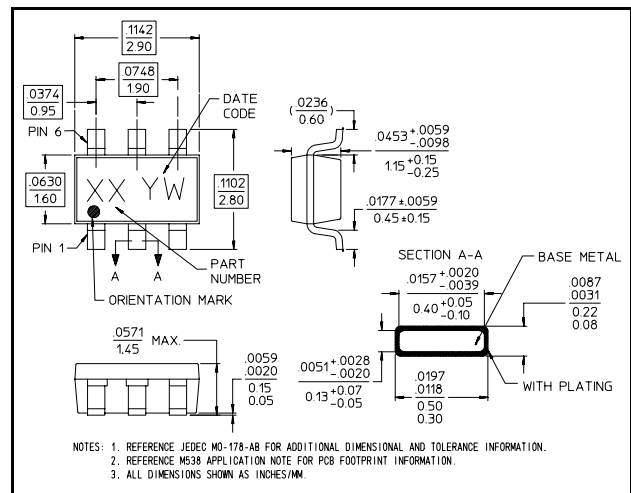 .1142
2.90
.0748
1.90
.0374
0.95
DATE
CODE
PIN 6
.0630
1.60
XX YW
.1102
2.80
PIN 1
A A
PART
NUMBER
ORIENTATION MARK
(.0236
0.60)
.0453 +.0059
-.0098
1.15 +0.15
-0.25
.0177 ±.0059
0.45 ±0.15
SECTION A-A
BASE METAL
.0157 +.0020
-.0039
0.40 +0.05
-0.10
.0087
.0031
0.22
0.08
.0571
1.45 MAX.
.0059
.0020
0.15
0.05
.0051 +.0028
-.0020
0.13 +0.07
-0.05
WITH PLATING
.0197
.0118
0.50
0.30
NOTES: 1. REFERENCE JEDEC MO-178-AB FOR ADDITIONAL DIMENSIONAL AND TOLERANCE INFORMATION.
2. REFERENCE M538 APPLICATION NOTE FOR PCB FOOTPRINT INFORMATION.
3. ALL DIMENSIONS SHOWN AS INCHES/MM.